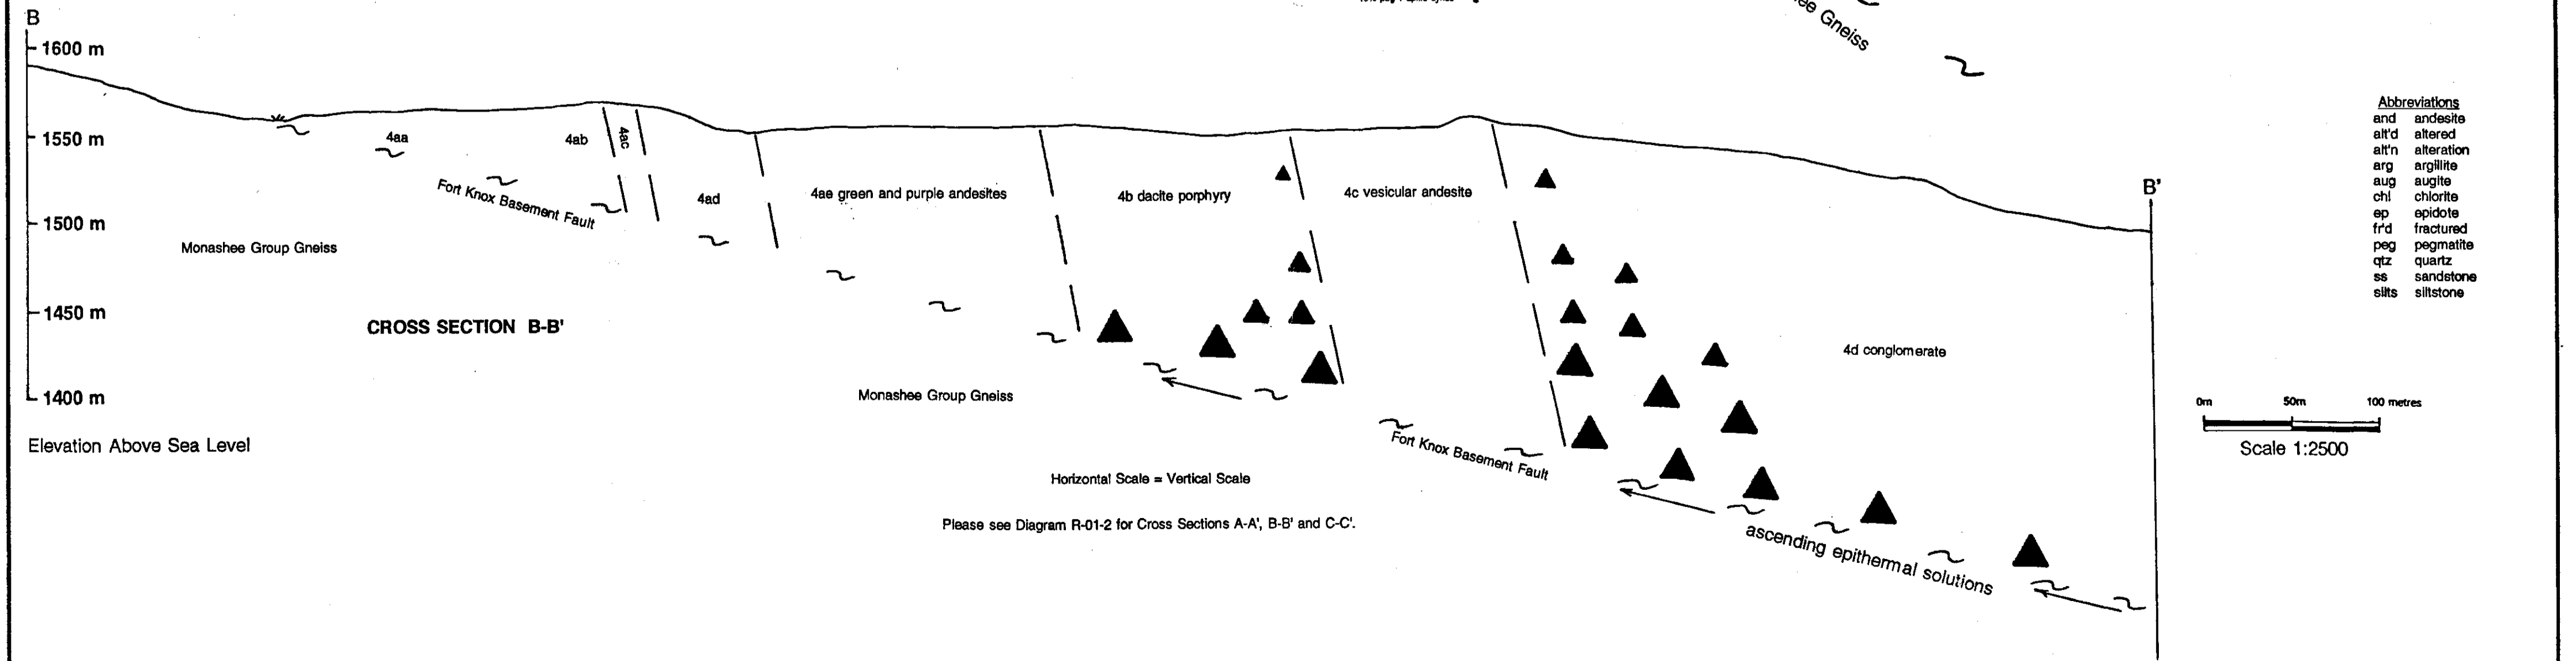 B
1600 m
1550 m
1500 m
1450 m
1400 m
Elevation Above Sea Level
4aa
4ab
4ac
Fort Knox Basement Fault
4ad
4ae green and purple andesites
4b dacite porphyry
4c vesicular andesite
4d conglomerate
Monashee Group Gneiss
CROSS SECTION B-B'
Monashee Group Gneiss
Fort Knox Basement Fault
Horizontal Scale = Vertical Scale
Please see Diagram R-01-2 for Cross Sections A-A', B-B' and C-C'.
ascending epithermal solutions
Gneiss
B'
Abbreviations
and andesite
alt'd altered
alt'n alteration
arg argillite
aug augite
chl chlorite
ep epidote
fr'd fractured
peg pegmatite
qtz quartz
ss sandstone
silts siltstone
0m 50m 100 metres
Scale 1:2500